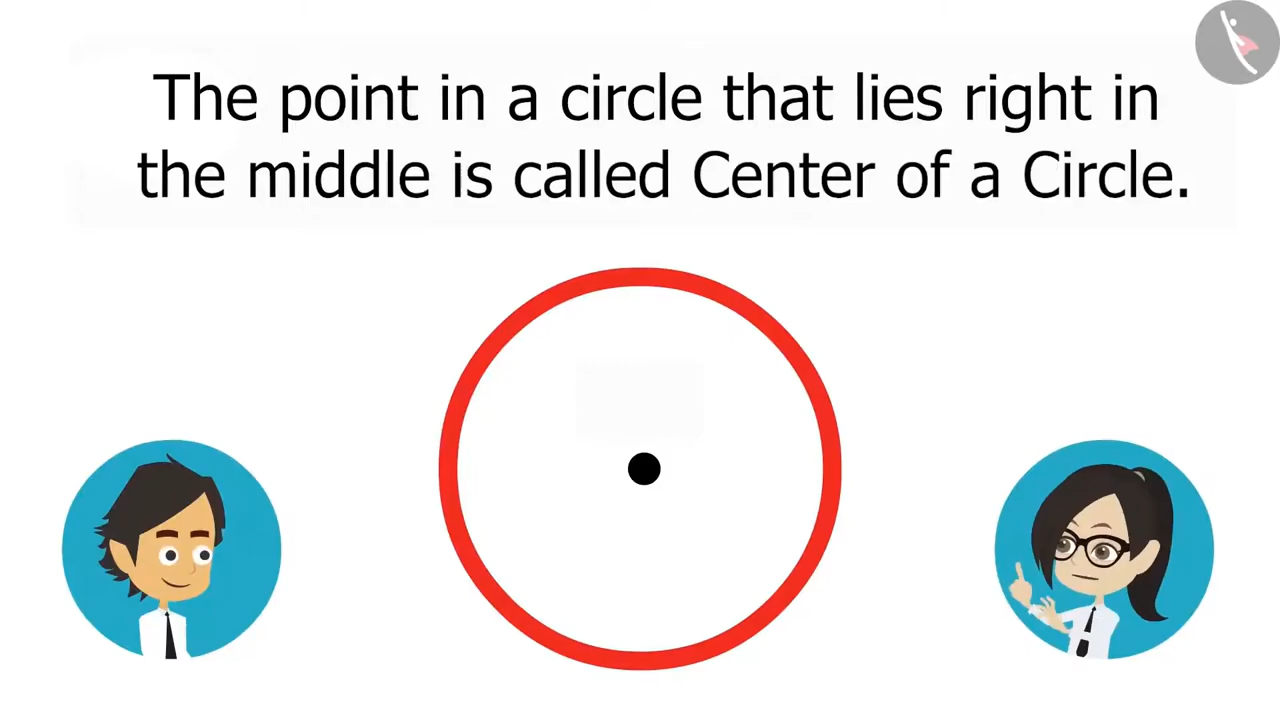 The point in a circle that lies right in
the middle is called Center of a Circle.